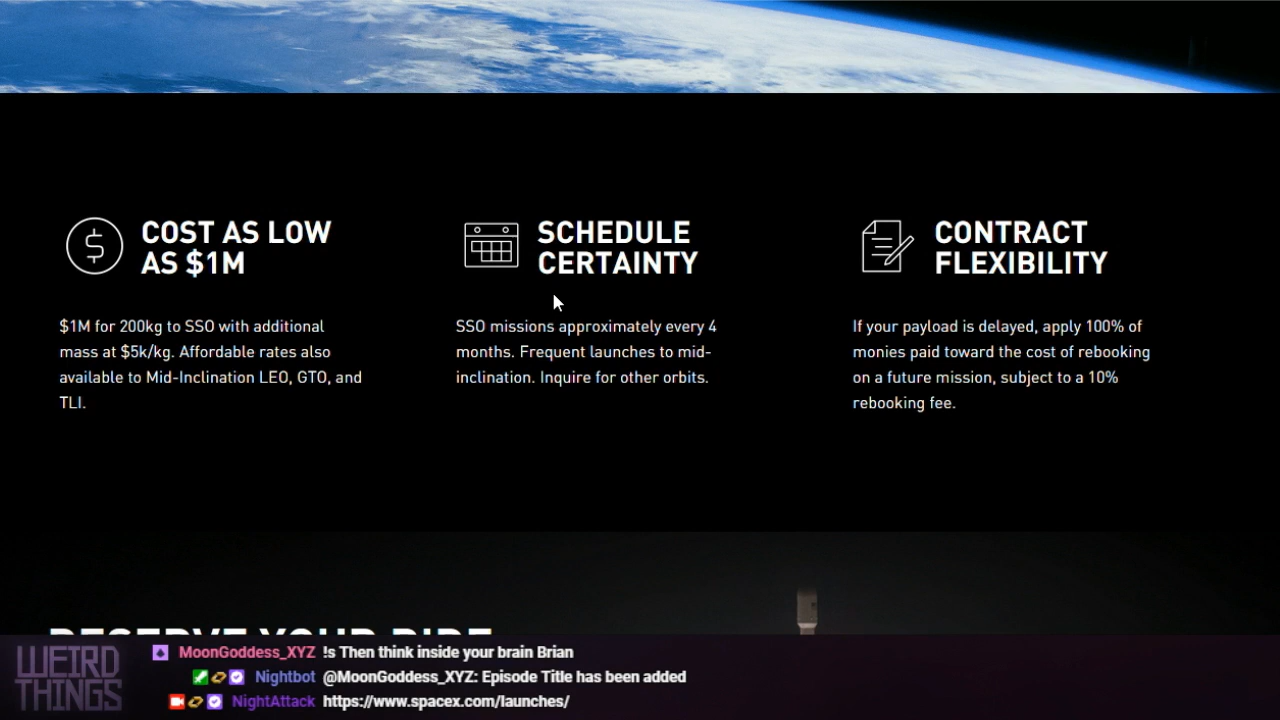 COST AS LOW
AS $1M
$1M for 200kg to SSO with additional
mass at $5k/kg. Affordable rates also
available to Mid-Inclination LEO, GTO, and
TLI.
SCHEDULE
CERTAINTY
SSO missions approximately every 4
months. Frequent launches to mid-
inclination. Inquire for other orbits.
CONTRACT
FLEXIBILITY
If your payload is delayed, apply 100% of
monies paid toward the cost of rebooking
on a future mission, subject to a 10%
rebooking fee.
RESERVE YOUR RIDE
WEIRD
THINGS
MoonGoddess_XYZ !s Then think inside your brain Brian
Nightbot @MoonGoddess_XYZ: Episode Title has been added
NightAttack https://www.spacex.com/launches/